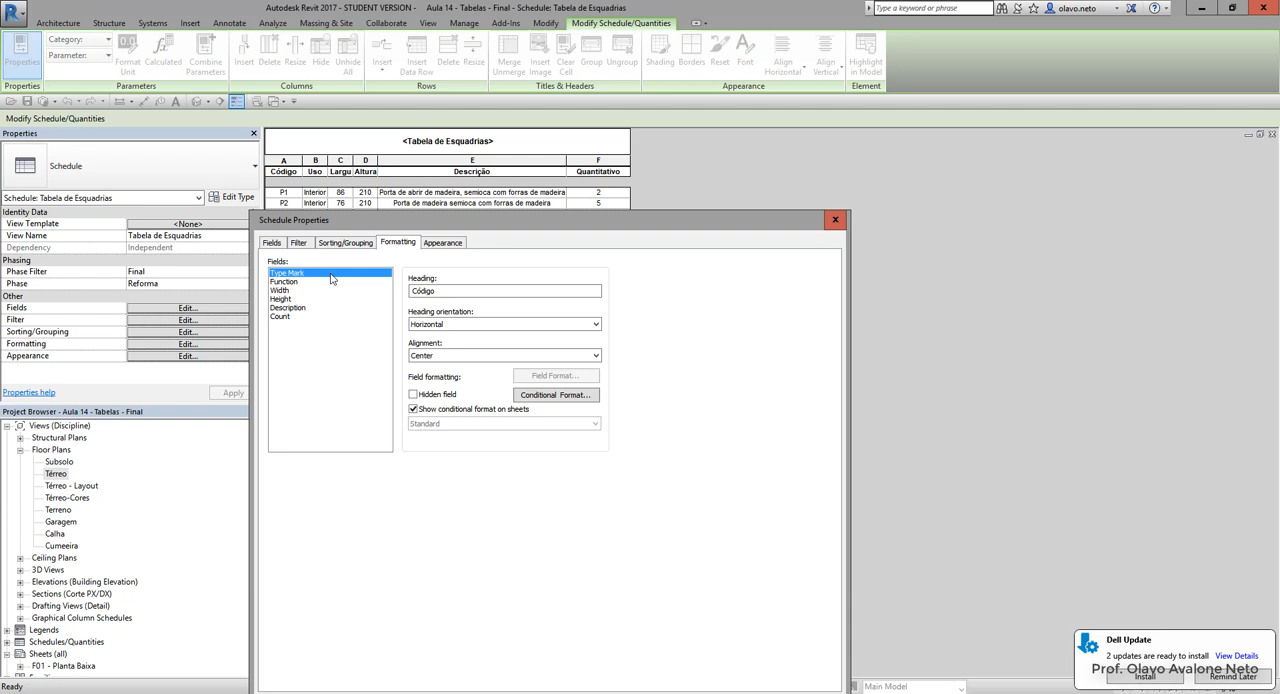 Autodesk Revit 2017 - STUDENT VERSION - Aula 14 - Tabelas - Final - Schedule: Tabela de Esquadrias
Type a keyword or phrase
olavo.neto
Architecture Structure Systems Insert Annotate Analyze Massing & Site Collaborate View Manage Add-Ins Modify Modify Schedule/Quantities
Properties
Category:
Parameter:
Format Unit
Calculated
Combine Parameters
Insert
Delete
Resize
Hide
Unhide All
Insert
Insert Data Row
Delete
Resize
Merge Unmerge
Insert Image
Clear Cell
Group
Ungroup
Shading
Borders
Reset
Font
Align Horizontal
Align Vertical
Highlight in Model
Properties Parameters Columns Rows Titles & Headers Appearance Element
Modify Schedule/Quantities
Properties
Schedule
Schedule: Tabela de Esquadrias
Edit Type
Identity Data
View Template <None>
View Name Tabela de Esquadrias
Dependency Independent
Phasing
Phase Filter Final
Phase Reforma
Other
Fields Edit...
Filter Edit...
Sorting/Grouping Edit...
Formatting Edit...
Appearance Edit...
Properties help
Apply
Project Browser - Aula 14 - Tabelas - Final
Views (Discipline)
Structural Plans
Floor Plans
Subsolo
Térreo
Térreo - Layout
Térreo-Cores
Terreno
Garagem
Calha
Cumeeira
Ceiling Plans
3D Views
Elevations (Building Elevation)
Sections (Corte PX/DX)
Drafting Views (Detail)
Graphical Column Schedules
Legends
Schedules/Quantities
Sheets (all)
F01 - Planta Baixa
Ready
<Tabela de Esquadrias>
A B C D E F
Código Uso Largu Altura Descrição Quantitativo
P1 Interior 86 210 Porta de abrir de madeira, semioca com forras de madeira 2
P2 Interior 76 210 Porta de madeira semioca com forras de madeira 5
Schedule Properties
Fields Filter Sorting/Grouping Formatting Appearance
Fields:
Type Mark
Function
Width
Height
Description
Count
Heading:
Código
Heading orientation:
Horizontal
Alignment:
Center
Field formatting:
Field Format...
Hidden field
Conditional Format...
Show conditional format on sheets
Standard
Main Model
Dell Update
2 updates are ready to install View Details
Prof. Olavo Avalone Neto
Install
Remind Later